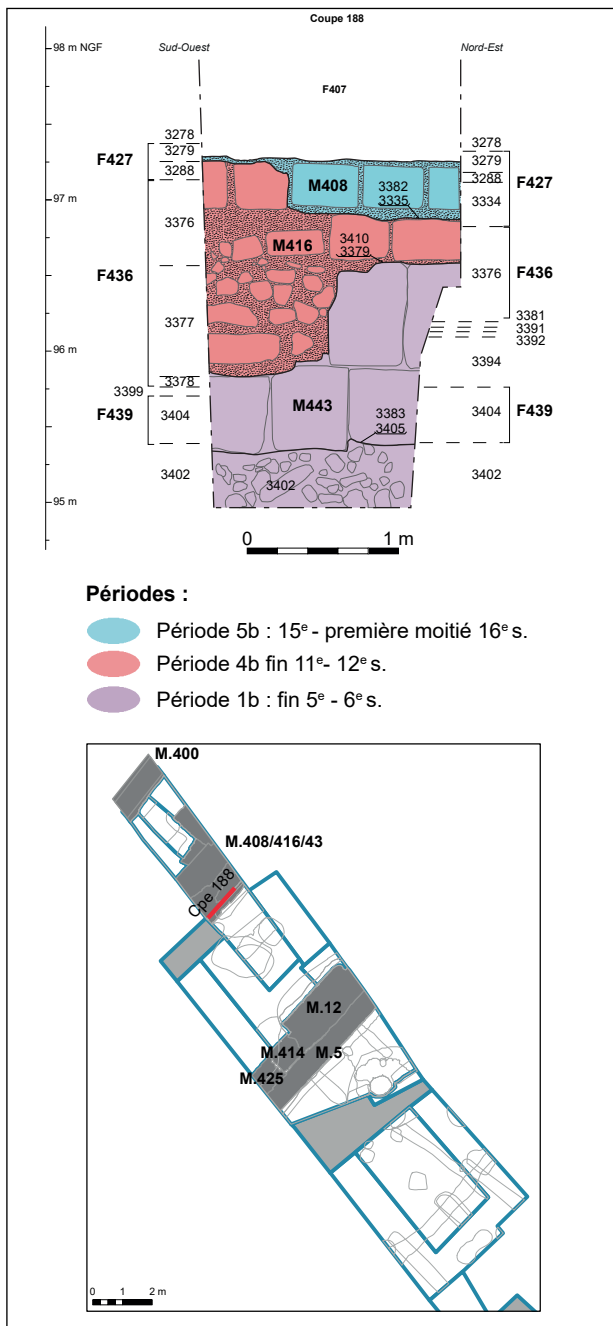 Coupe 188
98 m NGF
Sud-Ouest
Nord-Est
F407
3278
3279
3288
F427
97 m
3376
F436
96 m
3377
3378
3399
F439
3404
3402
95 m
M408
3382
3335
M416
3410
3379
M443
3383
3405
3402
3278
3279
3288
F427
3334
3376
F436
3381
3391
3392
3394
3404
F439
3402
0 1 m
Périodes :
Période 5b : 15e - première moitié 16e s.
Période 4b fin 11e- 12e s.
Période 1b : fin 5e - 6e s.
M.400
M.408/416/43
Cpe 188
M.12
M.414 M.5
M.425
0 1 2 m